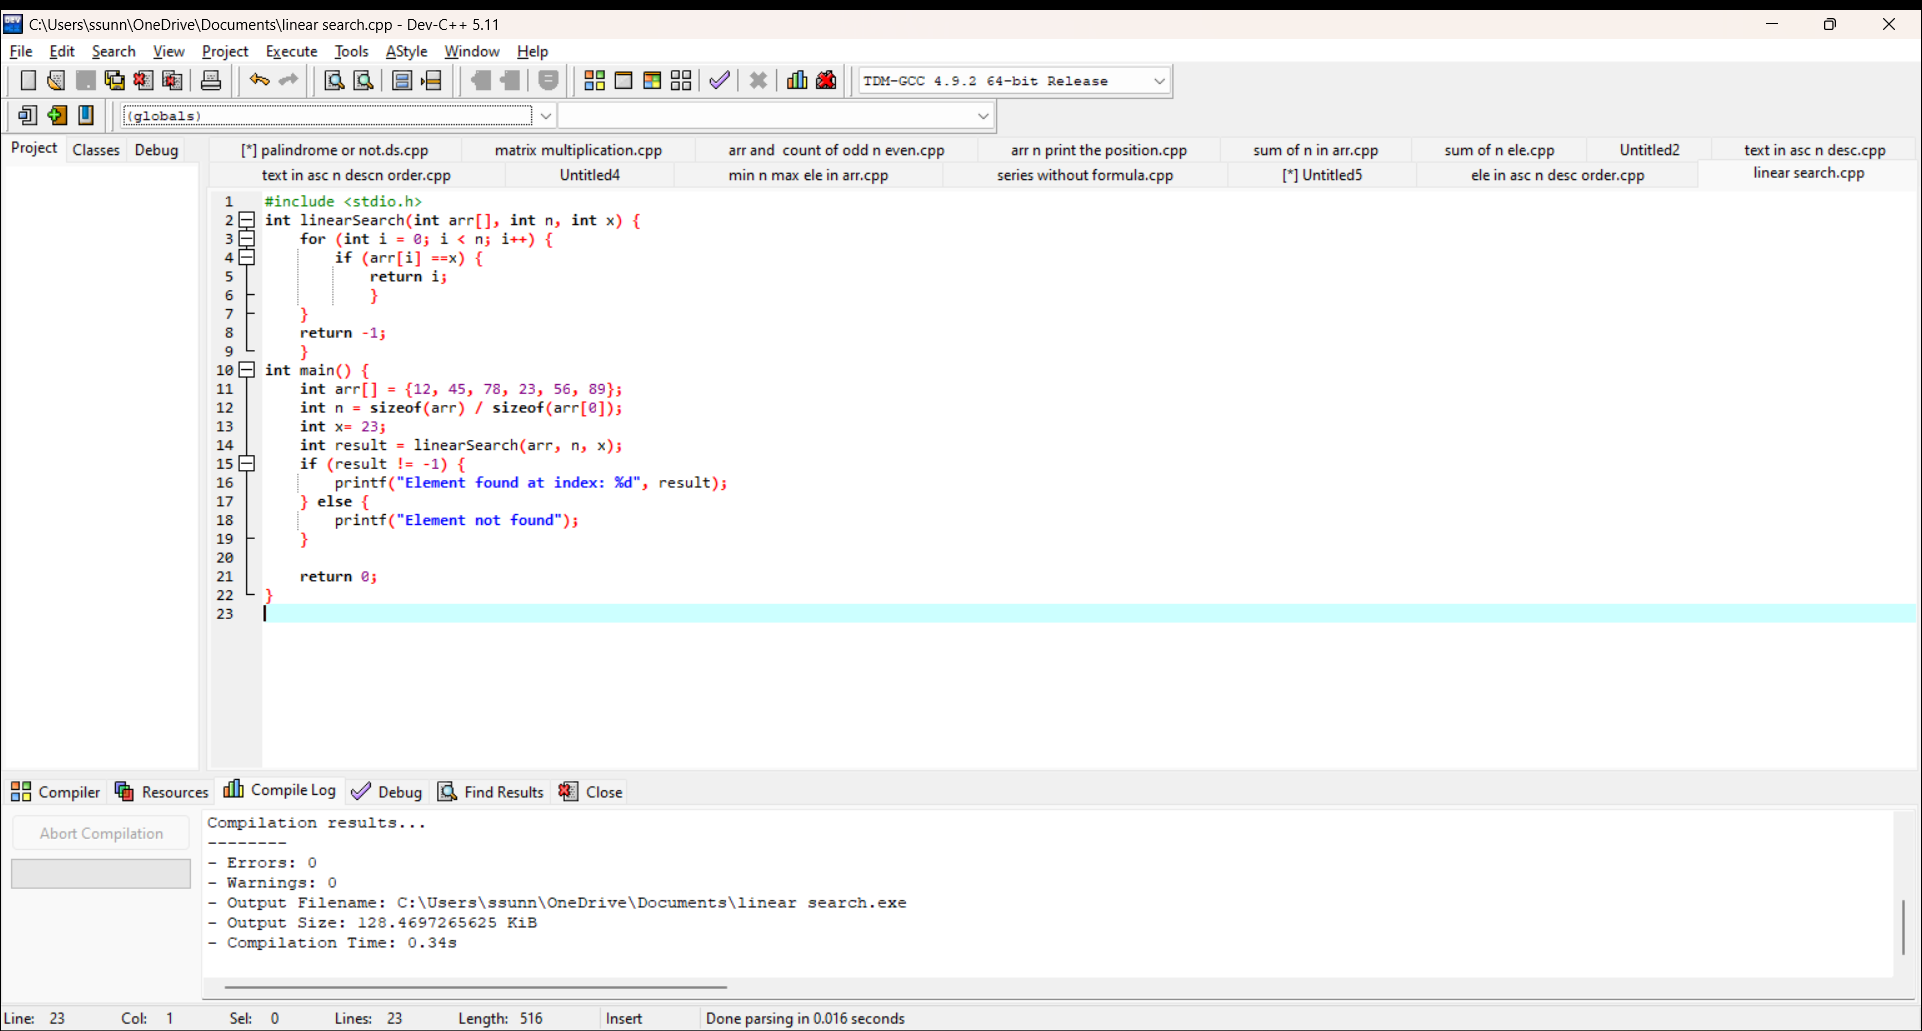 C:\Users\ssunn\OneDrive\Documents\linear search.cpp - Dev-C++ 5.11
File Edit Search View Project Execute Tools AStyle Window Help
TDM-GCC 4.9.2 64-bit Release
(globals)
Project Classes Debug
[*] palindrome or not.ds.cpp matrix multiplication.cpp arr and  count of odd n even.cpp arr n print the position.cpp sum of n in arr.cpp sum of n ele.cpp Untitled2 text in asc n desc.cpp
text in asc n descn order.cpp Untitled4 min n max ele in arr.cpp series without formula.cpp [*] Untitled5 ele in asc n desc order.cpp linear search.cpp
1 #include <stdio.h>
2 int linearSearch(int arr[], int n, int x) {
3     for (int i = 0; i < n; i++) {
4         if (arr[i] ==x) {
5             return i;
6             }
7     }
8     return -1;
9     }
10 int main() {
11     int arr[] = {12, 45, 78, 23, 56, 89};
12     int n = sizeof(arr) / sizeof(arr[0]);
13     int x= 23;
14     int result = linearSearch(arr, n, x);
15     if (result != -1) {
16         printf("Element found at index: %d", result);
17     } else {
18         printf("Element not found");
19     }
20
21     return 0;
22 }
23
Compiler Resources Compile Log Debug Find Results Close
Abort Compilation
Compilation results...
--------
- Errors: 0
- Warnings: 0
- Output Filename: C:\Users\ssunn\OneDrive\Documents\linear search.exe
- Output Size: 128.4697265625 KiB
- Compilation Time: 0.34s
Line: 23 Col: 1 Sel: 0 Lines: 23 Length: 516 Insert Done parsing in 0.016 seconds